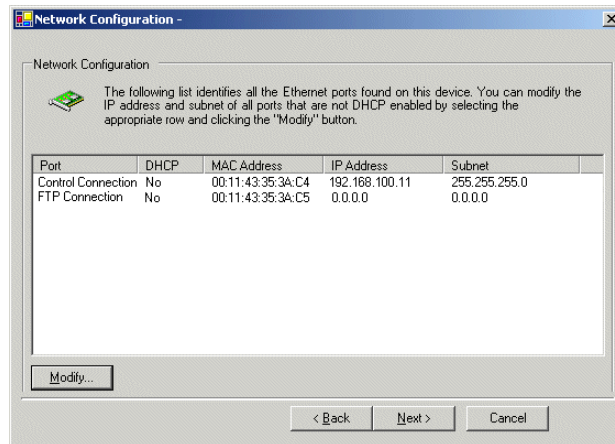 Network Configuration -
Network Configuration
The following list identifies all the Ethernet ports found on this device. You can modify the
IP address and subnet of all ports that are not DHCP enabled by selecting the
appropriate row and clicking the "Modify" button.
Port DHCP MAC Address IP Address Subnet
Control Connection No 00:11:43:35:3A:C4 192.168.100.11 255.255.255.0
FTP Connection No 00:11:43:35:3A:C5 0.0.0.0 0.0.0.0
Modify...
< Back Next > Cancel